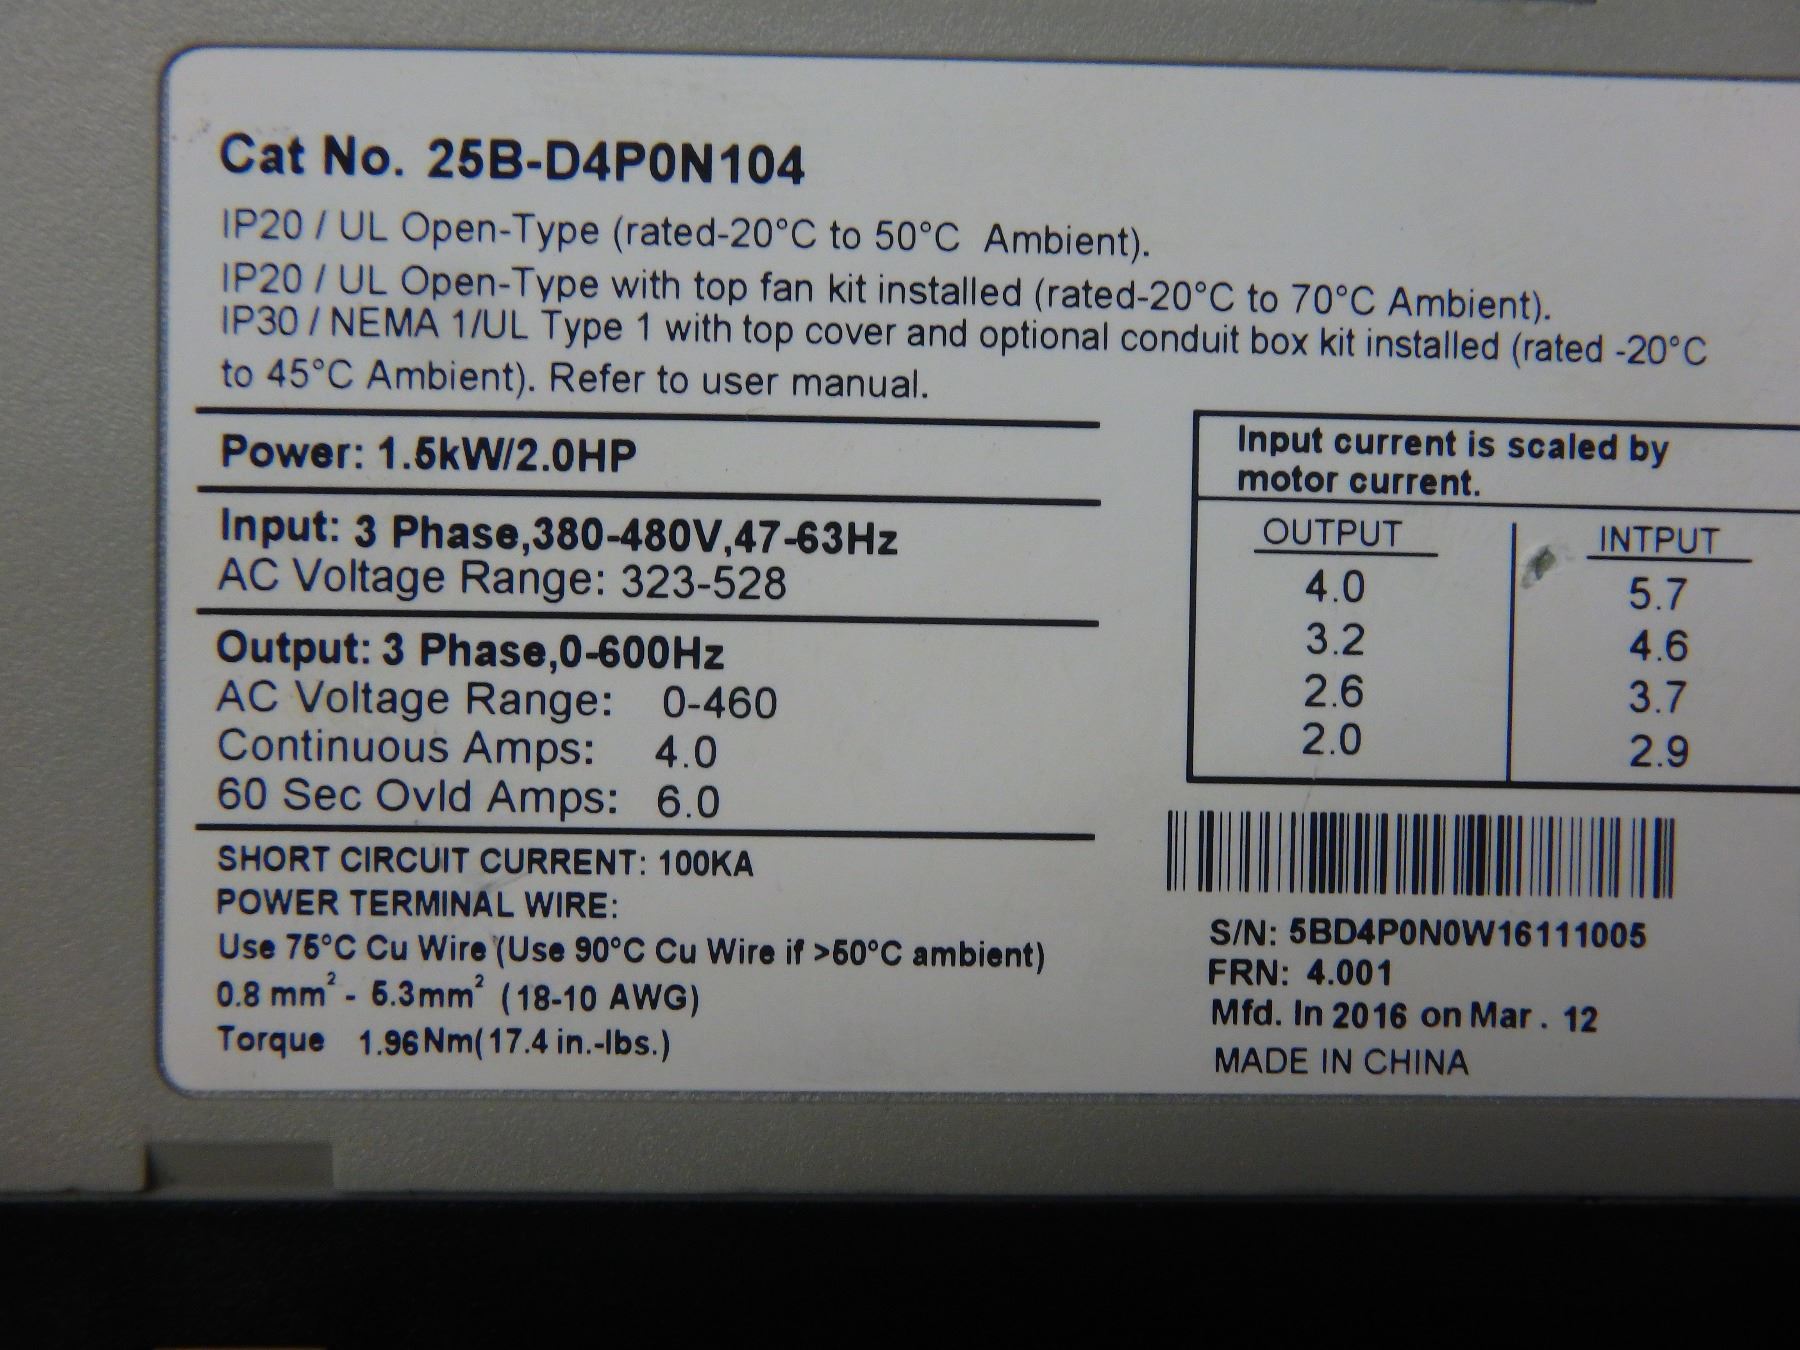 Cat No. 25B-D4P0N104
IP20 / UL Open-Type (rated-20°C to 50°C Ambient).
IP20 / UL Open-Type with top fan kit installed (rated-20°C to 70°C Ambient).
IP30 / NEMA 1/UL Type 1 with top cover and optional conduit box kit installed (rated -20°C
to 45°C Ambient). Refer to user manual.
Power: 1.5kW/2.0HP
Input: 3 Phase,380-480V,47-63Hz
AC Voltage Range: 323-528
Output: 3 Phase,0-600Hz
AC Voltage Range: 0-460
Continuous Amps: 4.0
60 Sec Ovld Amps: 6.0
SHORT CIRCUIT CURRENT: 100KA
POWER TERMINAL WIRE:
Use 75°C Cu Wire (Use 90°C Cu Wire if >50°C ambient)
0.8 mm² - 5.3mm² (18-10 AWG)
Torque 1.96Nm(17.4 in.-lbs.)
Input current is scaled by
motor current.
OUTPUT INTPUT
4.0 5.7
3.2 4.6
2.6 3.7
2.0 2.9
S/N: 5BD4P0N0W16111005
FRN: 4.001
Mfd. In 2016 on Mar . 12
MADE IN CHINA